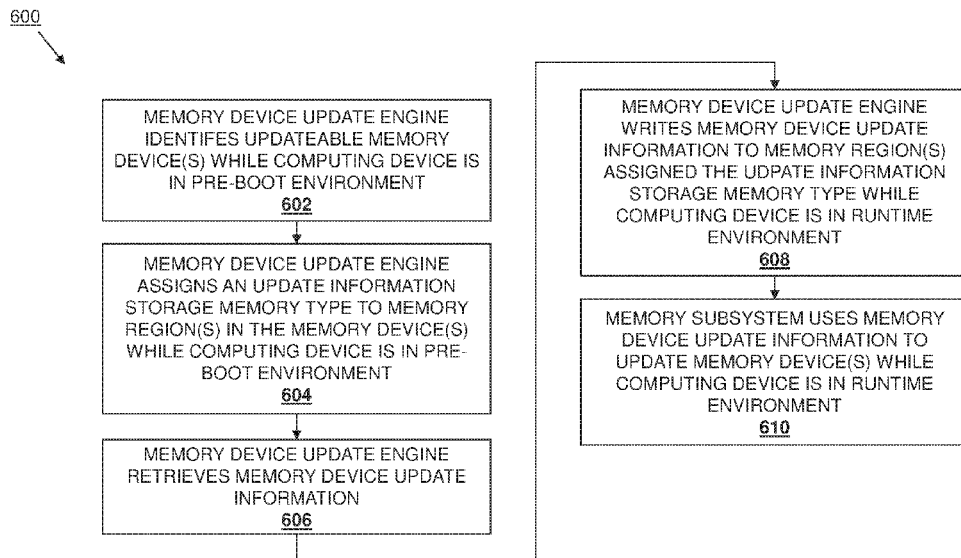 600
MEMORY DEVICE UPDATE ENGINE
IDENTIFES UPDATEABLE MEMORY
DEVICE(S) WHILE COMPUTING DEVICE IS
IN PRE-BOOT ENVIRONMENT
602
MEMORY DEVICE UPDATE ENGINE
ASSIGNS AN UPDATE INFORMATION
STORAGE MEMORY TYPE TO MEMORY
REGION(S) IN THE MEMORY DEVICE(S)
WHILE COMPUTING DEVICE IS IN PRE-
BOOT ENVIRONMENT
604
MEMORY DEVICE UPDATE ENGINE
RETRIEVES MEMORY DEVICE UPDATE
INFORMATION
606
MEMORY DEVICE UPDATE ENGINE
WRITES MEMORY DEVICE UPDATE
INFORMATION TO MEMORY REGION(S)
ASSIGNED THE UDPATE INFORMATION
STORAGE MEMORY TYPE WHILE
COMPUTING DEVICE IS IN RUNTIME
ENVIRONMENT
608
MEMORY SUBSYSTEM USES MEMORY
DEVICE UPDATE INFORMATION TO
UPDATE MEMORY DEVICE(S) WHILE
COMPUTING DEVICE IS IN RUNTIME
ENVIRONMENT
610